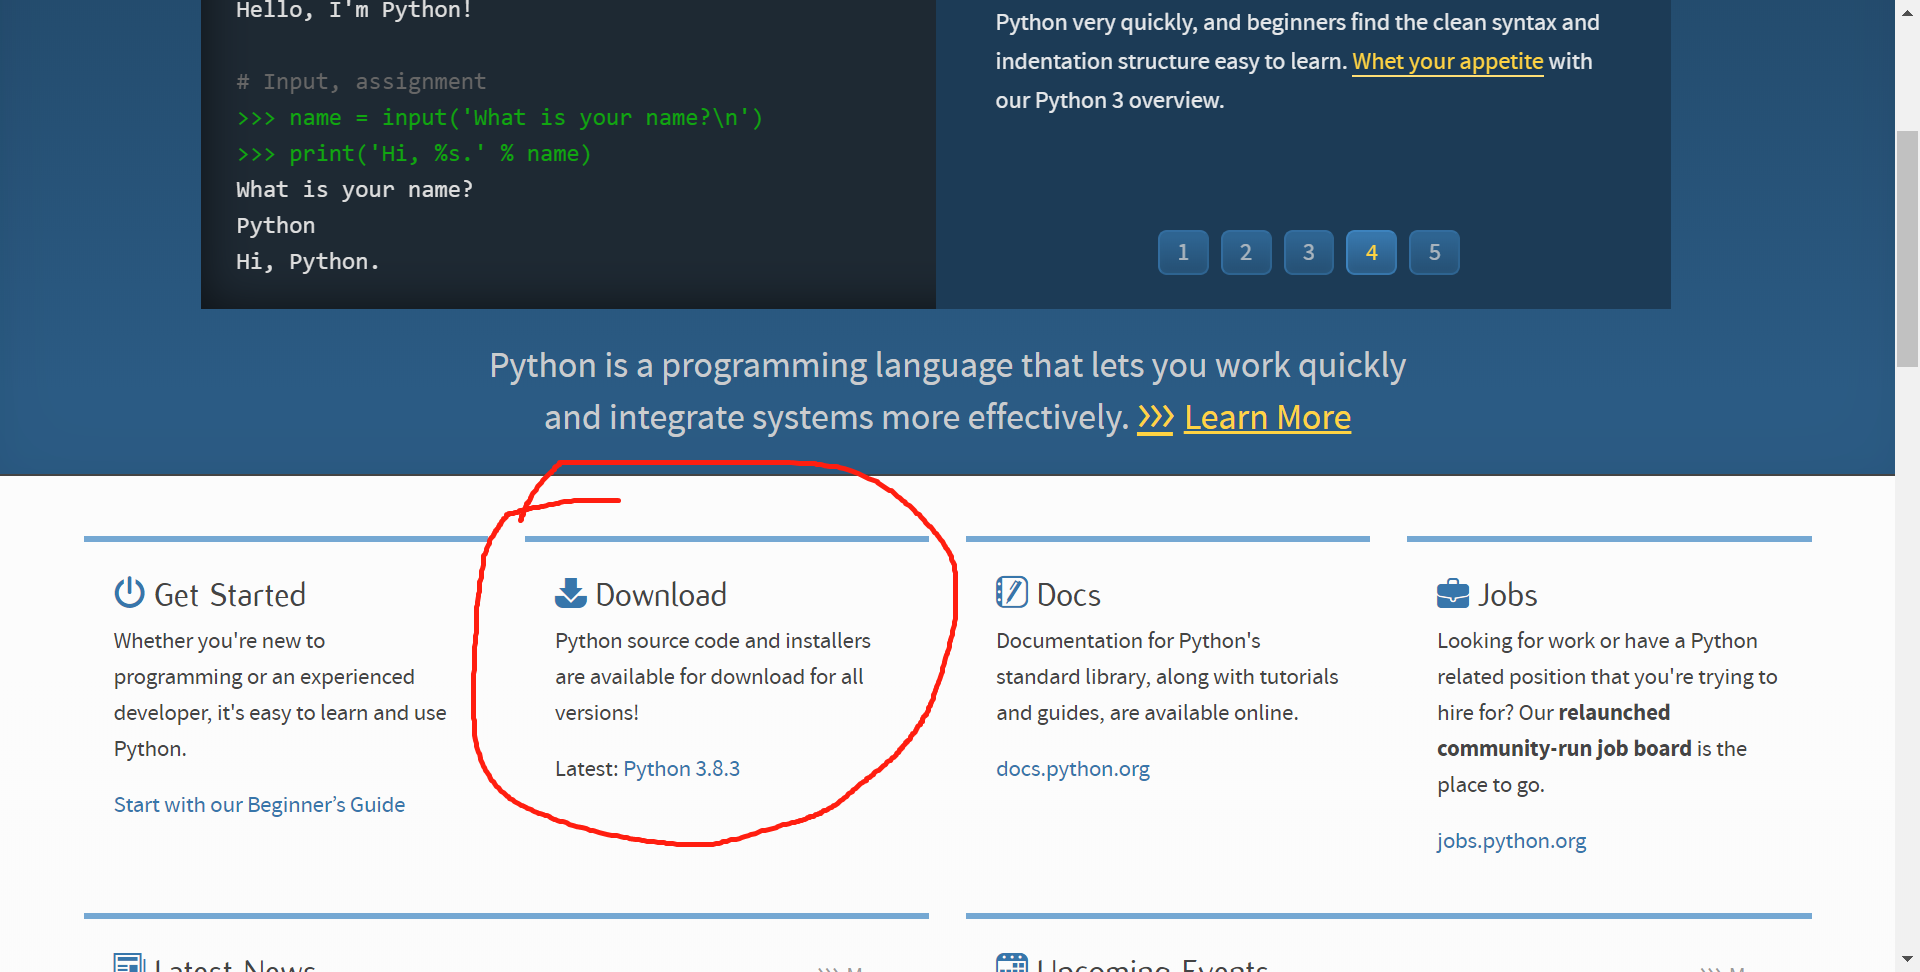 Hello, I'm Python!
# Input, assignment
>>> name = input('What is your name?\n')
>>> print('Hi, %s.' % name)
What is your name?
Python
Hi, Python.
Python very quickly, and beginners find the clean syntax and
indentation structure easy to learn. Whet your appetite with
our Python 3 overview.
1 2 3 4 5
Python is a programming language that lets you work quickly
and integrate systems more effectively. >>> Learn More
Get Started
Whether you're new to
programming or an experienced
developer, it's easy to learn and use
Python.
Start with our Beginner’s Guide
Download
Python source code and installers
are available for download for all
versions!
Latest: Python 3.8.3
Docs
Documentation for Python's
standard library, along with tutorials
and guides, are available online.
docs.python.org
Jobs
Looking for work or have a Python
related position that you're trying to
hire for? Our relaunched
community-run job board is the
place to go.
jobs.python.org
Latest News
Upcoming Events